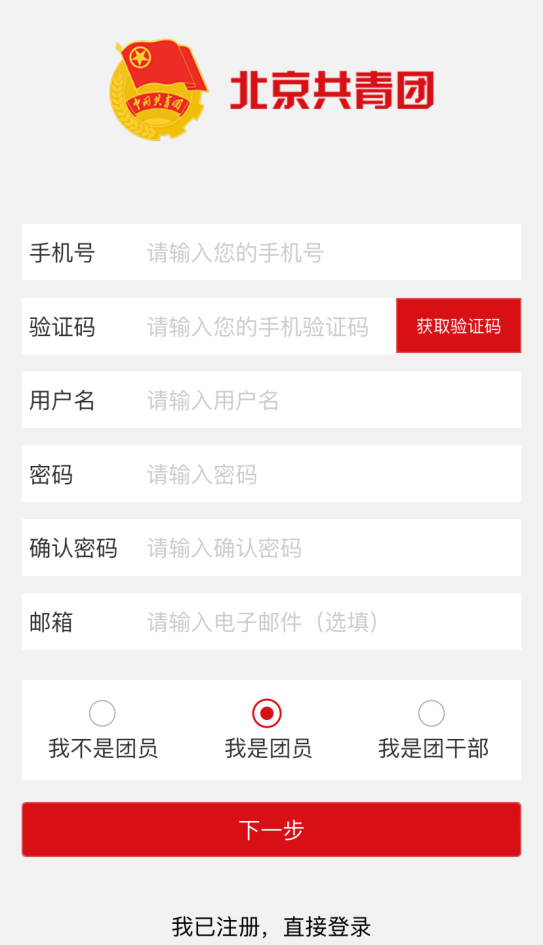 中国共青团
北京共青团
手机号 请输入您的手机号
验证码 请输入您的手机验证码 获取验证码
用户名 请输入用户名
密码 请输入密码
确认密码 请输入确认密码
邮箱 请输入电子邮件（选填）
我不是团员 我是团员 我是团干部
下一步
我已注册，直接登录